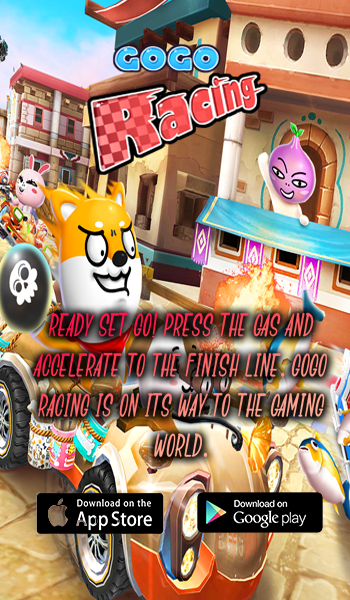 GOGO
Racing
READY SET GO! PRESS THE GAS AND
ACCELERATE TO THE FINISH LINE. GOGO
RACING IS ON ITS WAY TO THE GAMING
WORLD.
Download on the
App Store
Download on
Google play